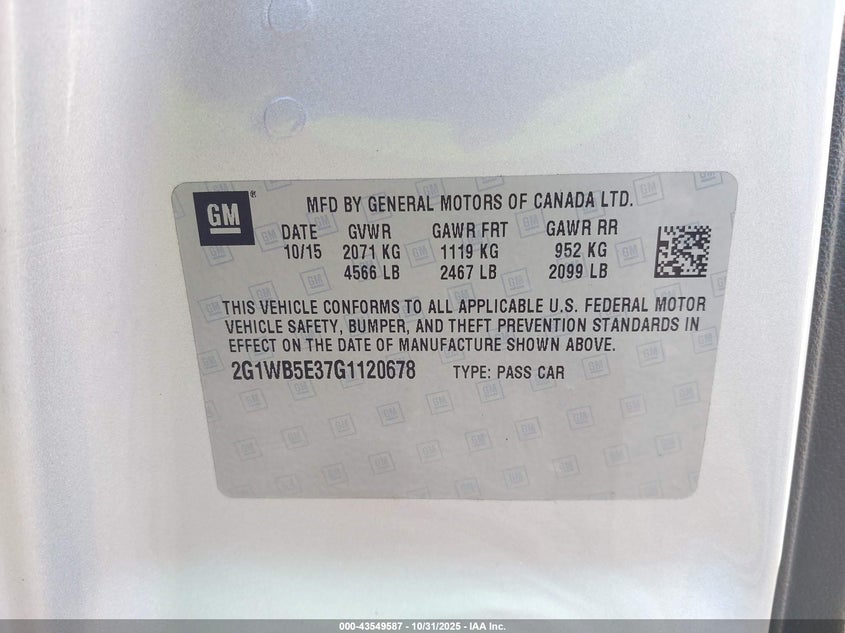 GM® MFD BY GENERAL MOTORS OF CANADA LTD.
DATE GVWR GAWR FRT GAWR RR
10/15 2071 KG 1119 KG 952 KG
4566 LB 2467 LB 2099 LB
THIS VEHICLE CONFORMS TO ALL APPLICABLE U.S. FEDERAL MOTOR
VEHICLE SAFETY, BUMPER, AND THEFT PREVENTION STANDARDS IN
EFFECT ON THE DATE OF MANUFACTURE SHOWN ABOVE.
2G1WB5E37G1120678 TYPE: PASS CAR
000-43549587 - 10/31/2025 - IAA Inc.